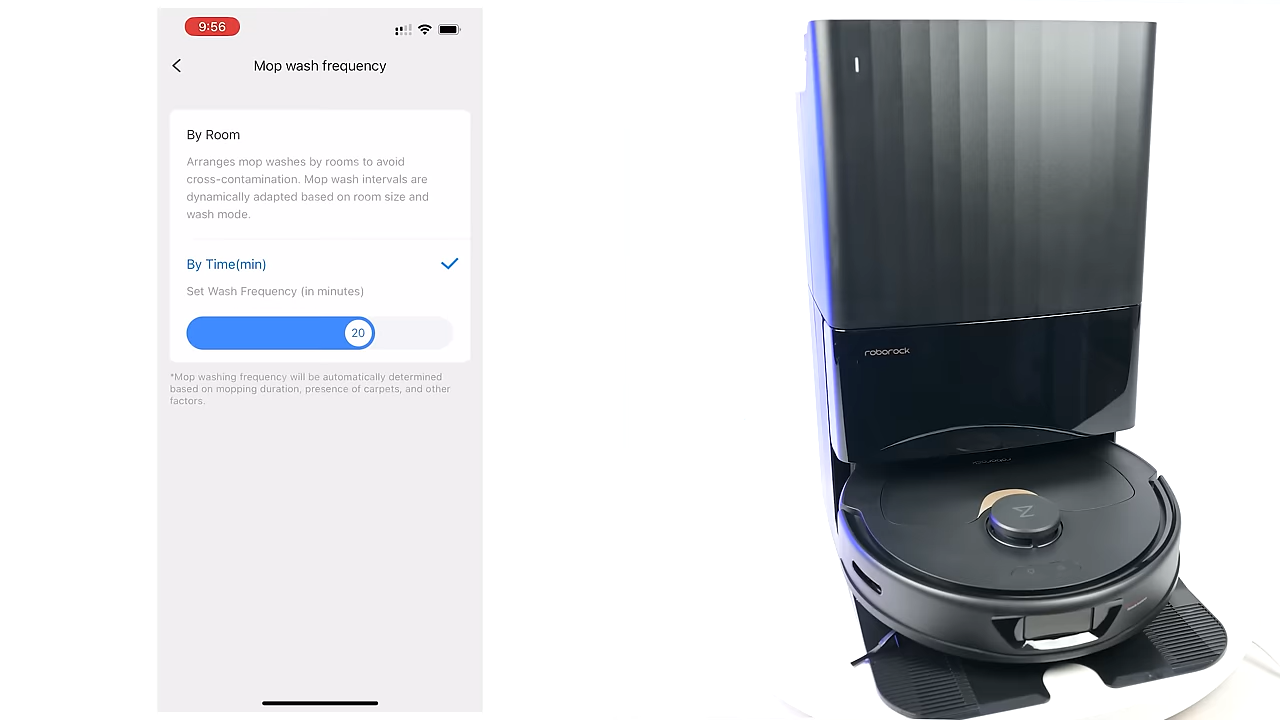 9:56
Mop wash frequency
By Room
Arranges mop washes by rooms to avoid
cross-contamination. Mop wash intervals are
dynamically adapted based on room size and
wash mode.
By Time(min)
Set Wash Frequency (in minutes)
20
*Mop washing frequency will be automatically determined
based on mopping duration, presence of carpets, and other
factors.
roborock